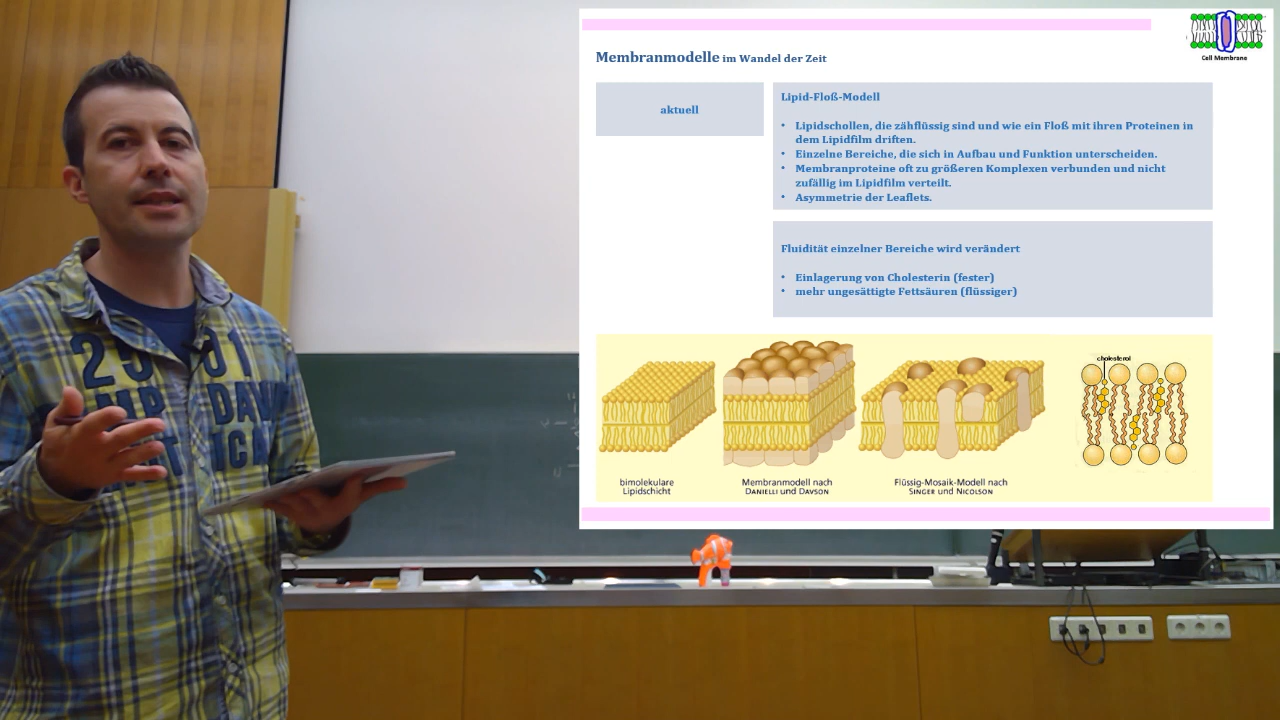 Cell Membrane
Membranmodelle im Wandel der Zeit
aktuell
Lipid-Floß-Modell
• Lipidschollen, die zähflüssig sind und wie ein Floß mit ihren Proteinen in
dem Lipidfilm driften.
• Einzelne Bereiche, die sich in Aufbau und Funktion unterscheiden.
• Membranproteine oft zu größeren Komplexen verbunden und nicht
zufällig im Lipidfilm verteilt.
• Asymmetrie der Leaflets.
Fluidität einzelner Bereiche wird verändert
• Einlagerung von Cholesterin (fester)
• mehr ungesättigte Fettsäuren (flüssiger)
cholesterol
bimolekulare
Lipidschicht
Membranmodell nach
DANIELLI und DAVSON
Flüssig-Mosaik-Modell nach
SINGER und NICOLSON